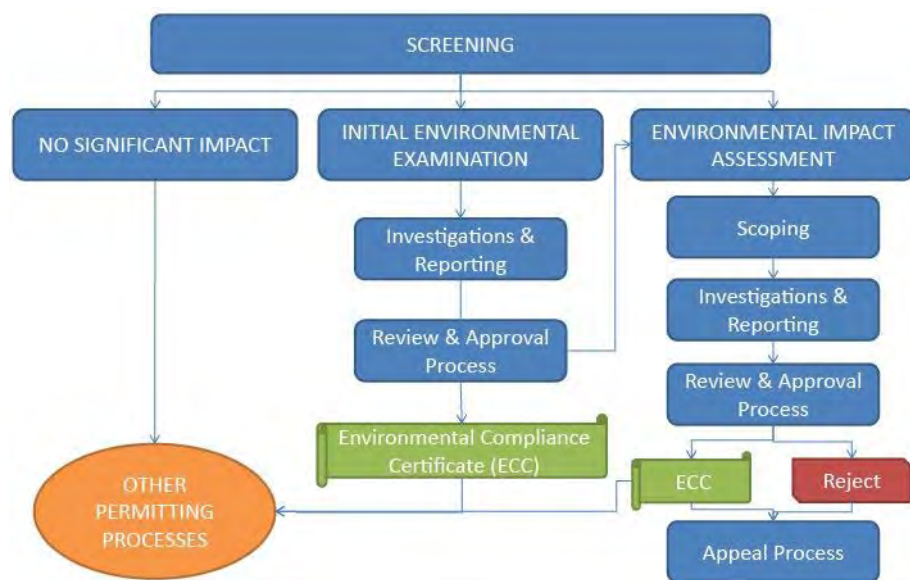 SCREENING
NO SIGNIFICANT IMPACT
INITIAL ENVIRONMENTAL
EXAMINATION
ENVIRONMENTAL IMPACT
ASSESSMENT
Investigations &
Reporting
Review & Approval
Process
Environmental Compliance
Certificate (ECC)
Scoping
Investigations &
Reporting
Review & Approval
Process
ECC
Reject
Appeal Process
OTHER
PERMITTING
PROCESSES